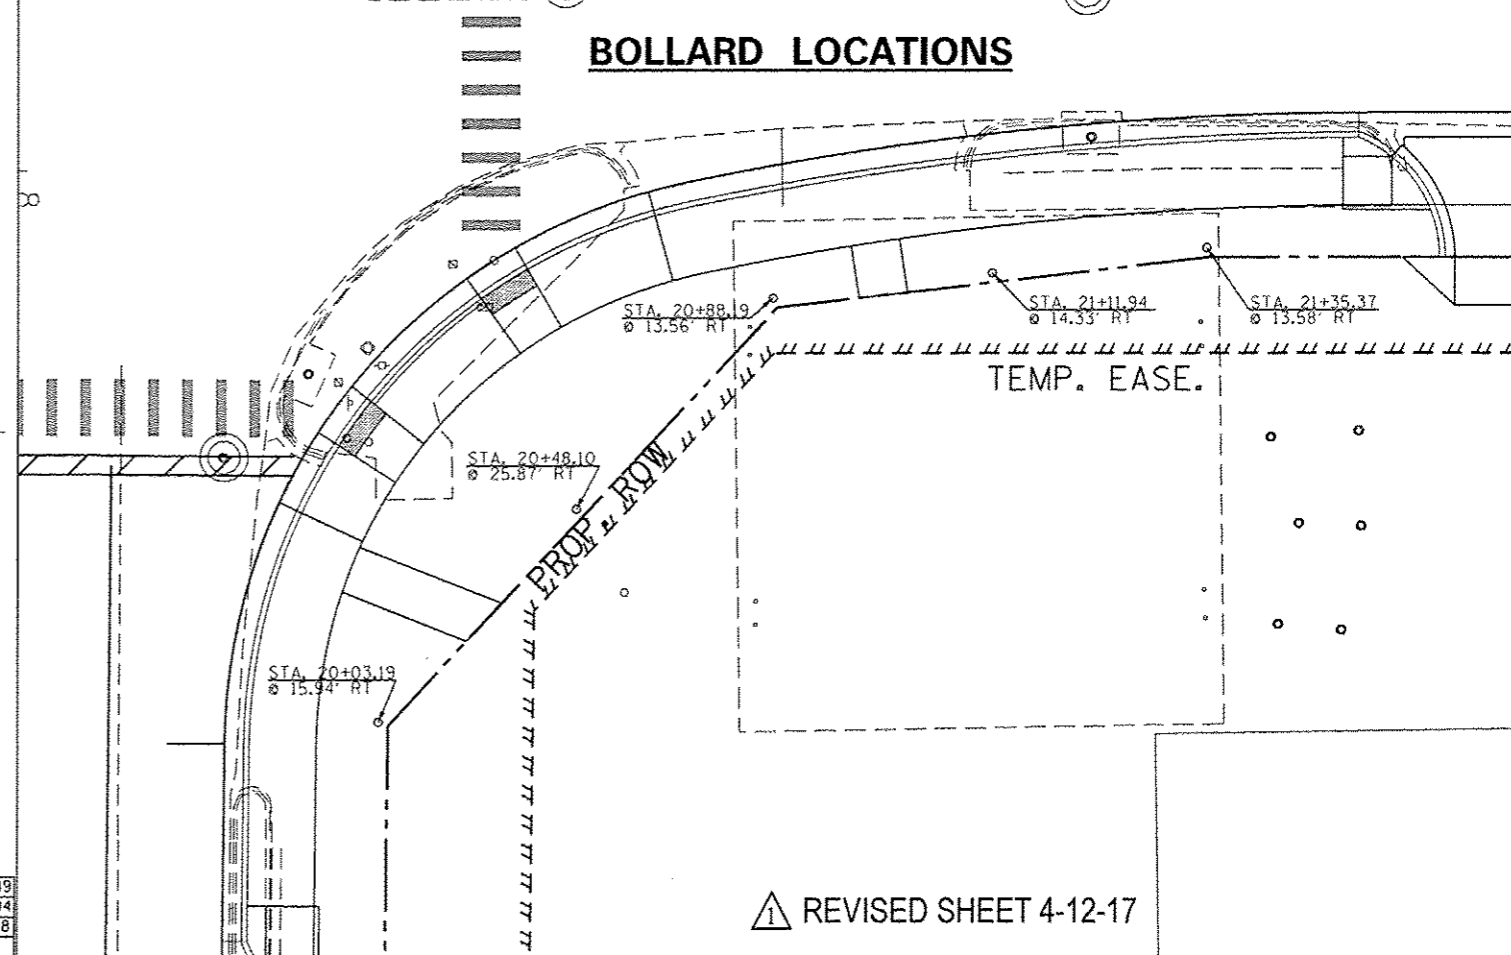 BOLLARD LOCATIONS
8
STA. 20+88.19
@ 13.56' RT
STA. 21+11.94
@ 14.33' RT
STA. 21+35.37
@ 13.58' RT
TEMP. EASE.
STA. 20+48.10
@ 25.87' RT
PROP. ROW
STA. 20+03.19
@ 15.94' RT
1 REVISED SHEET 4-12-17